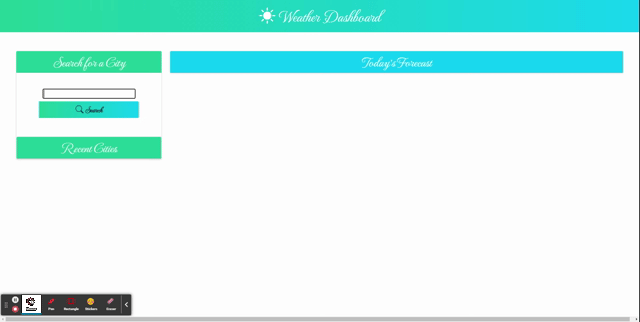 Weather Dashboard
Search for a City
Today's Forecast
Search
Recent Cities
Pen
Rectangle
Stickers
Eraser